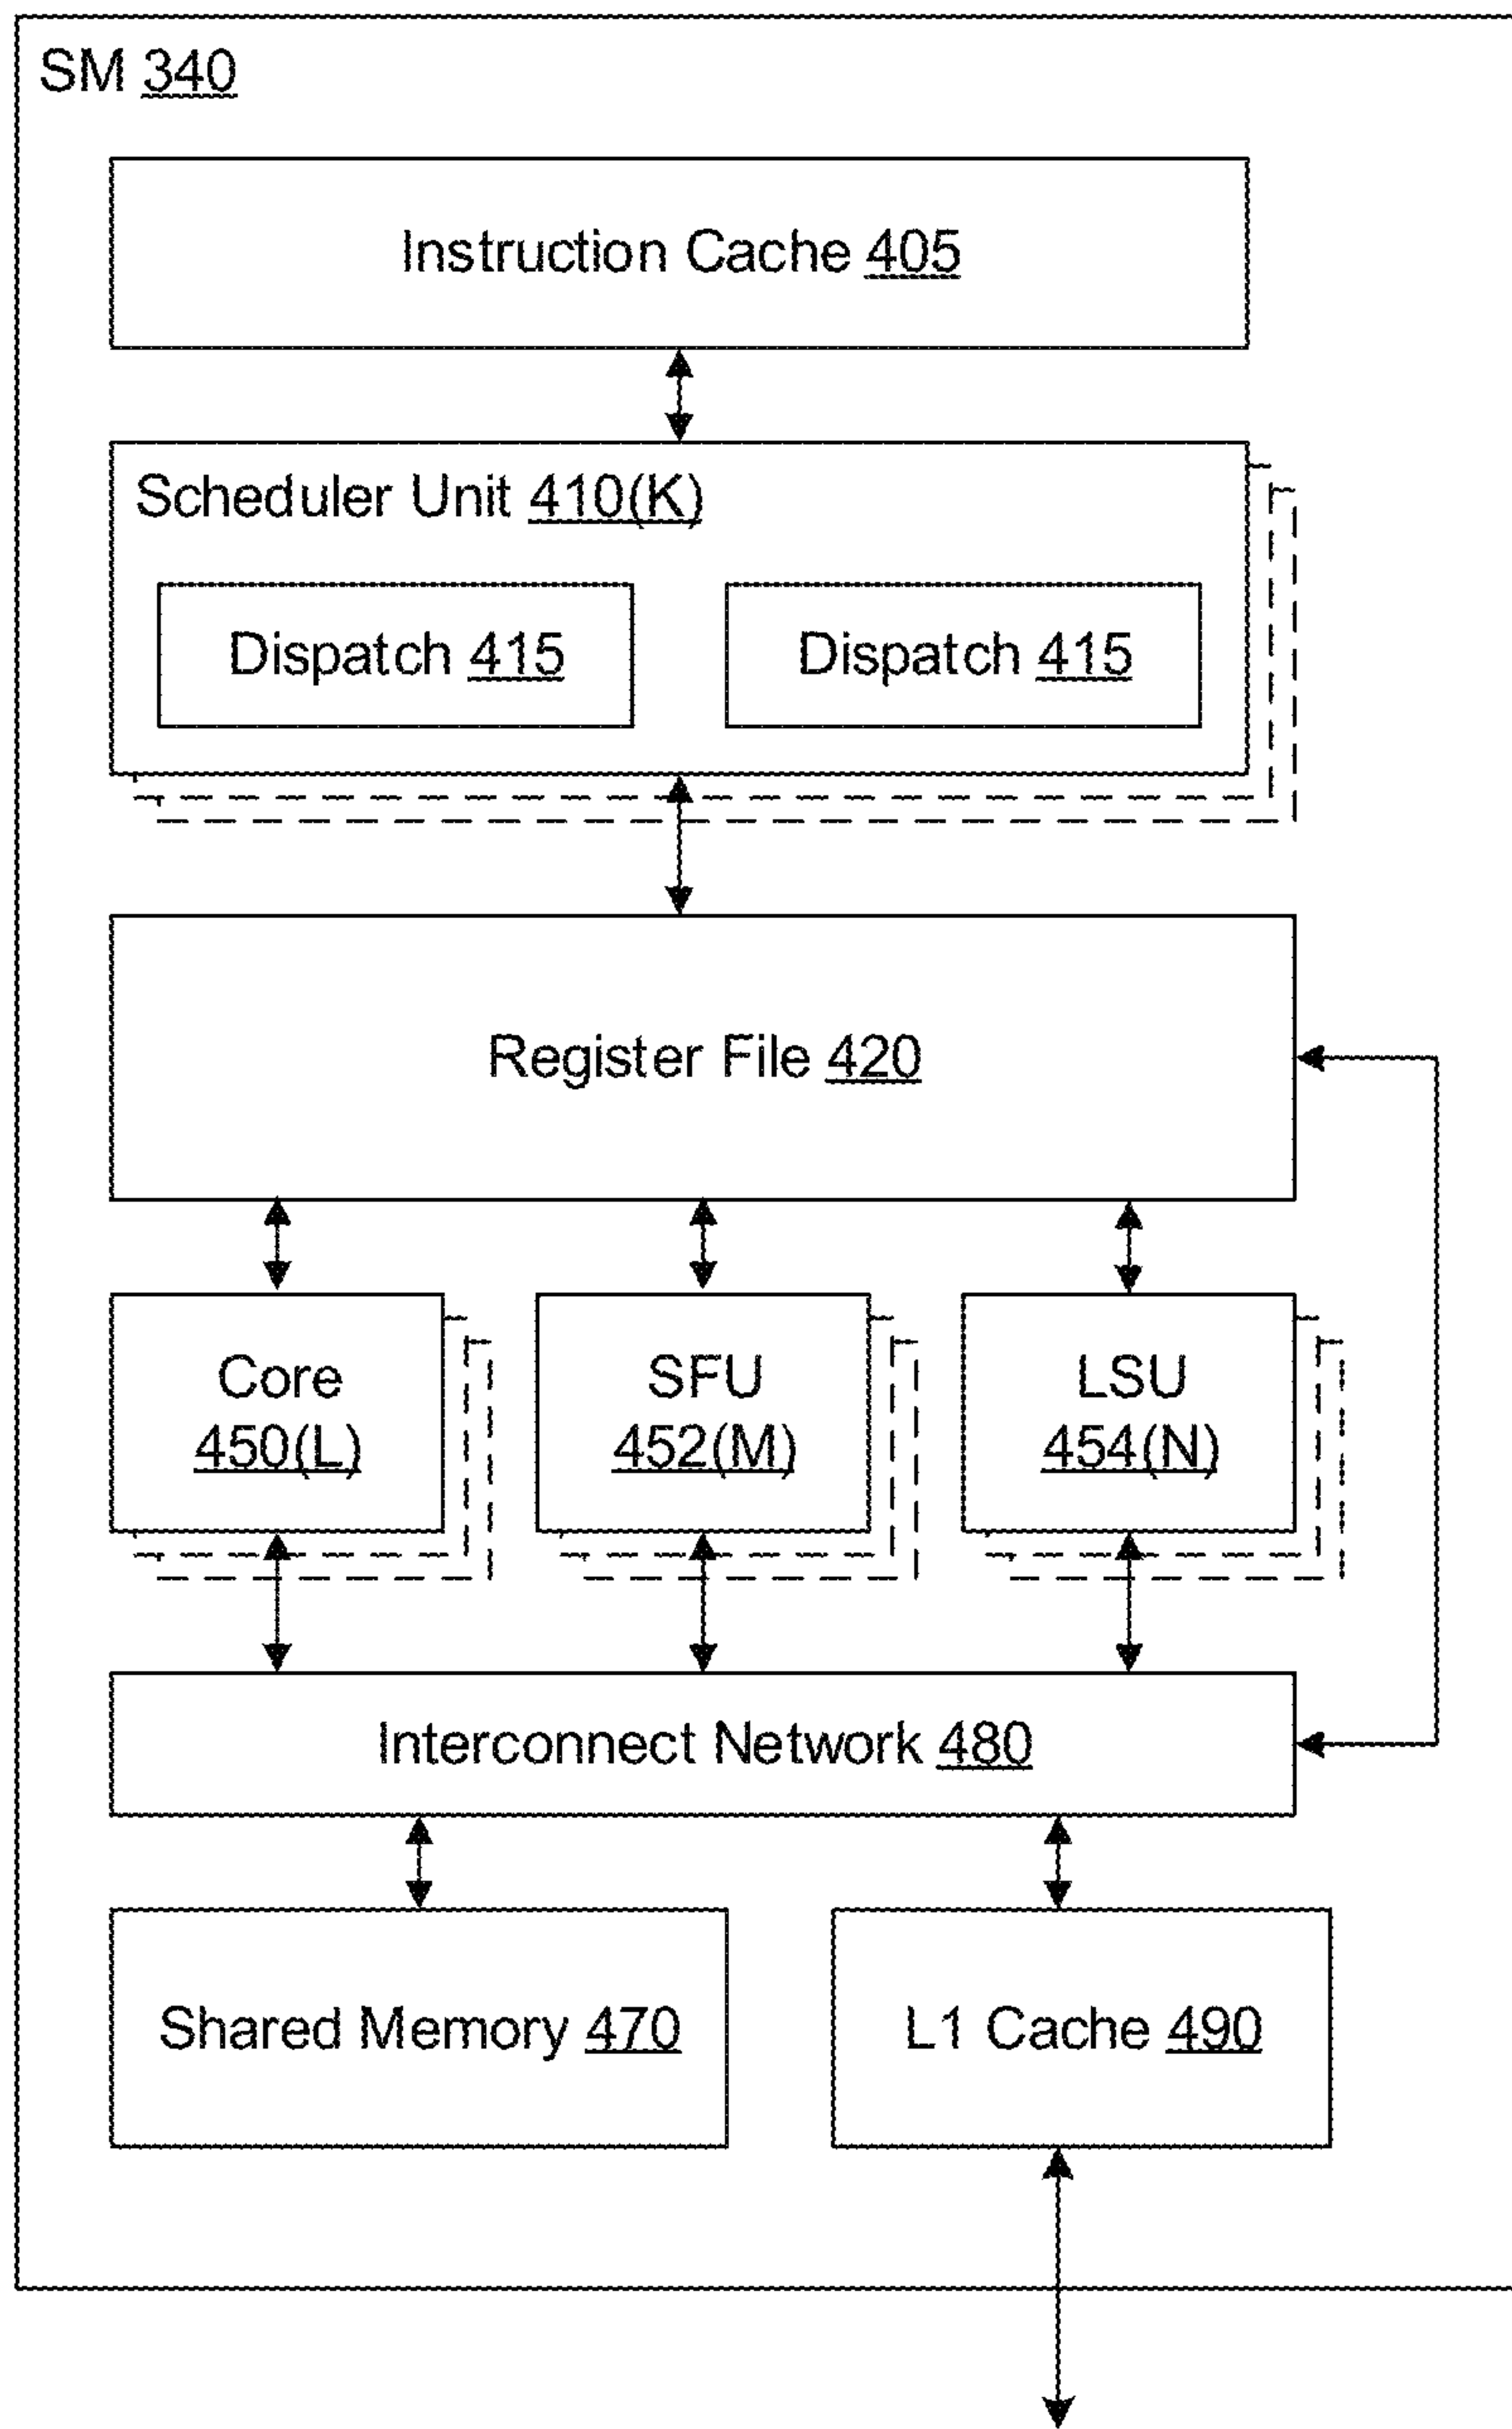 SM 340
Instruction Cache 405
Scheduler Unit 410(K)
Dispatch 415
Dispatch 415
Register File 420
Core
450(L)
SFU
452(M)
LSU
454(N)
Interconnect Network 480
Shared Memory 470
L1 Cache 490